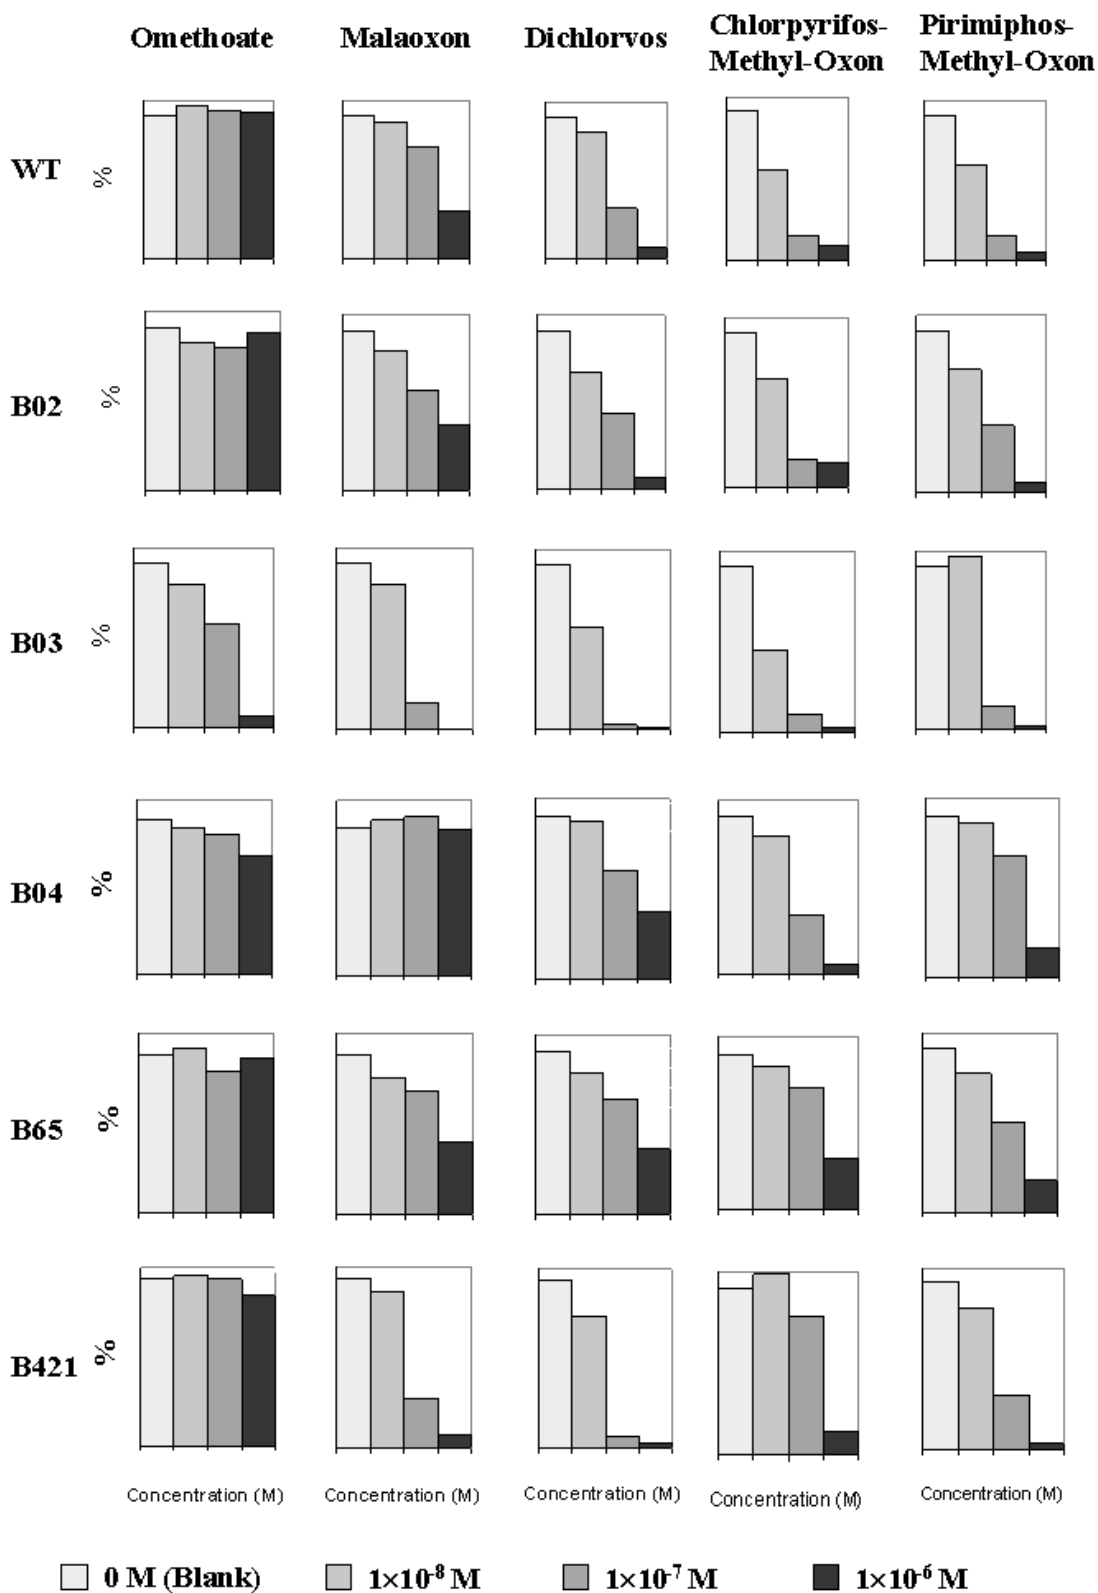 Omethoate Malaoxon Dichlorvos Chlorpyrifos-Methyl-Oxon Pirimiphos-Methyl-Oxon
WT %
B02 %
B03 %
B04 %
B65 %
B421 %
Concentration (M) Concentration (M) Concentration (M) Concentration (M) Concentration (M)
0 M (Blank) 1×10⁻⁸ M 1×10⁻⁷ M 1×10⁻⁶ M